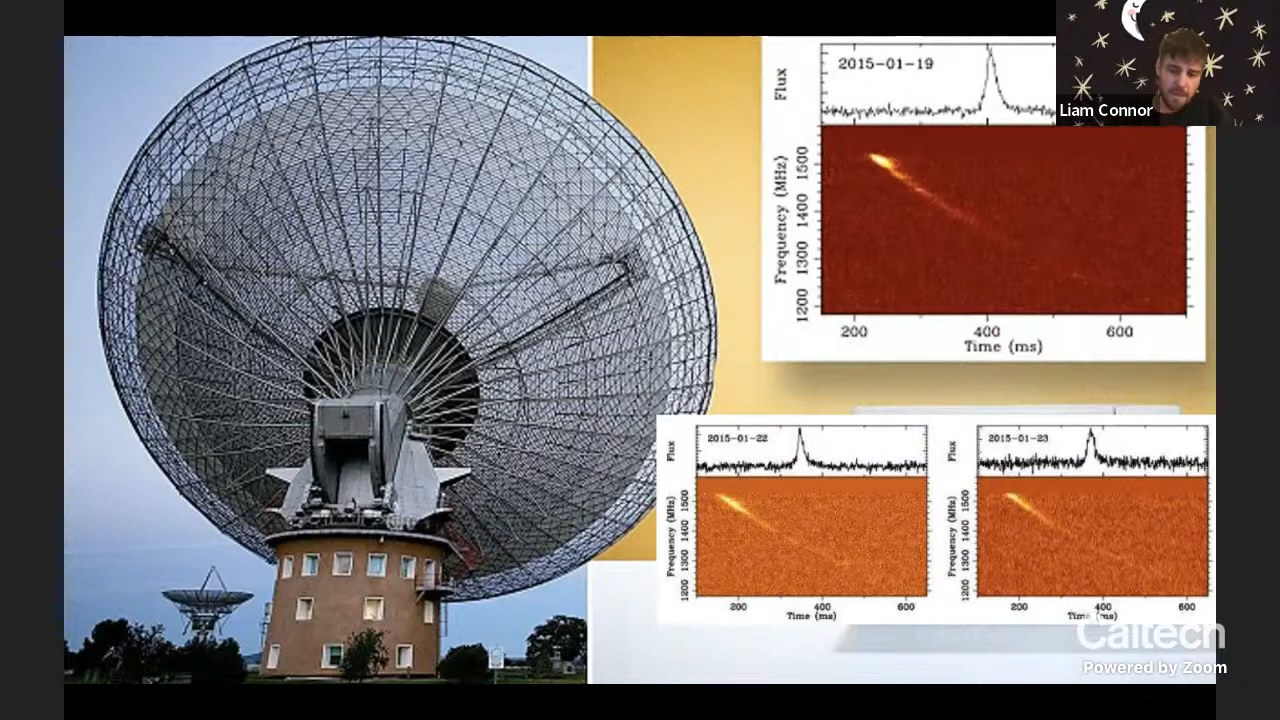 2015-01-19
Flux
Frequency (MHz)
1500
1400
1300
1200
200 400 600
Time (ms)
Liam Connor
2015-01-22
Flux
Frequency (MHz)
1500
1400
1300
1200
200 400 600
Time (ms)
2015-01-23
Flux
Frequency (MHz)
1500
1400
1300
1200
200 400 600
Time (ms)
Caltech
Powered by Zoom